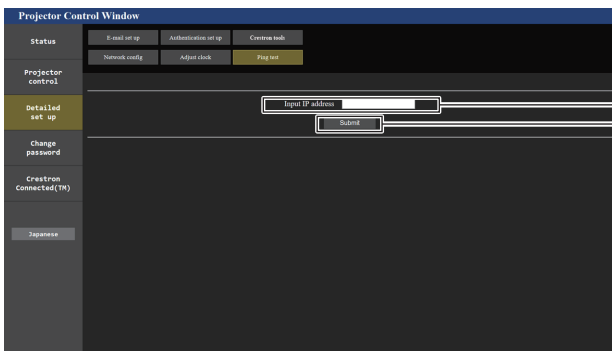 Projector Control Window
Status
E-mail set up
Authentication set up
Crestron tools
Network config
Adjust clock
Ping test
Projector
control
Input IP address
Detailed
set up
Submit
Change
password
Crestron
Connected(TM)
Japanese